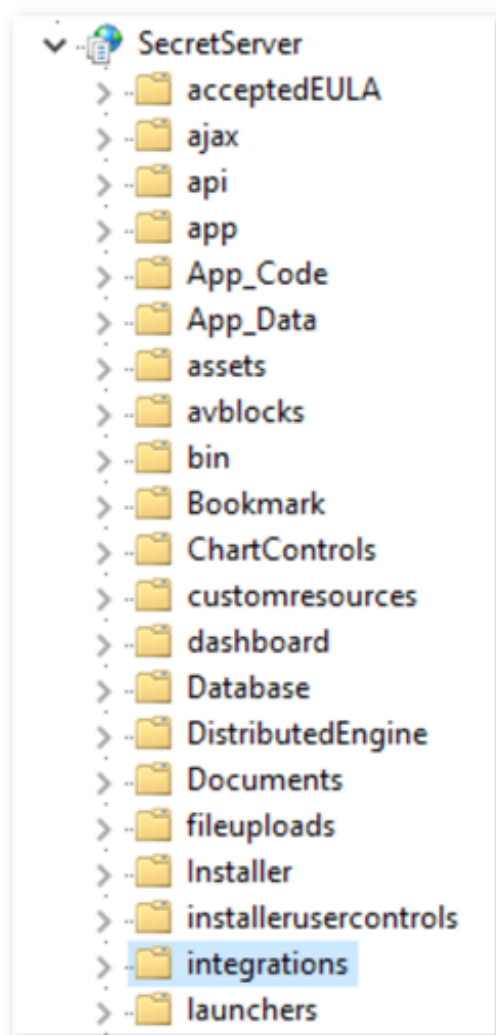 SecretServer
acceptedEULA
ajax
api
app
App_Code
App_Data
assets
avblocks
bin
Bookmark
ChartControls
customresources
dashboard
Database
DistributedEngine
Documents
fileuploads
Installer
installerusercontrols
integrations
launchers